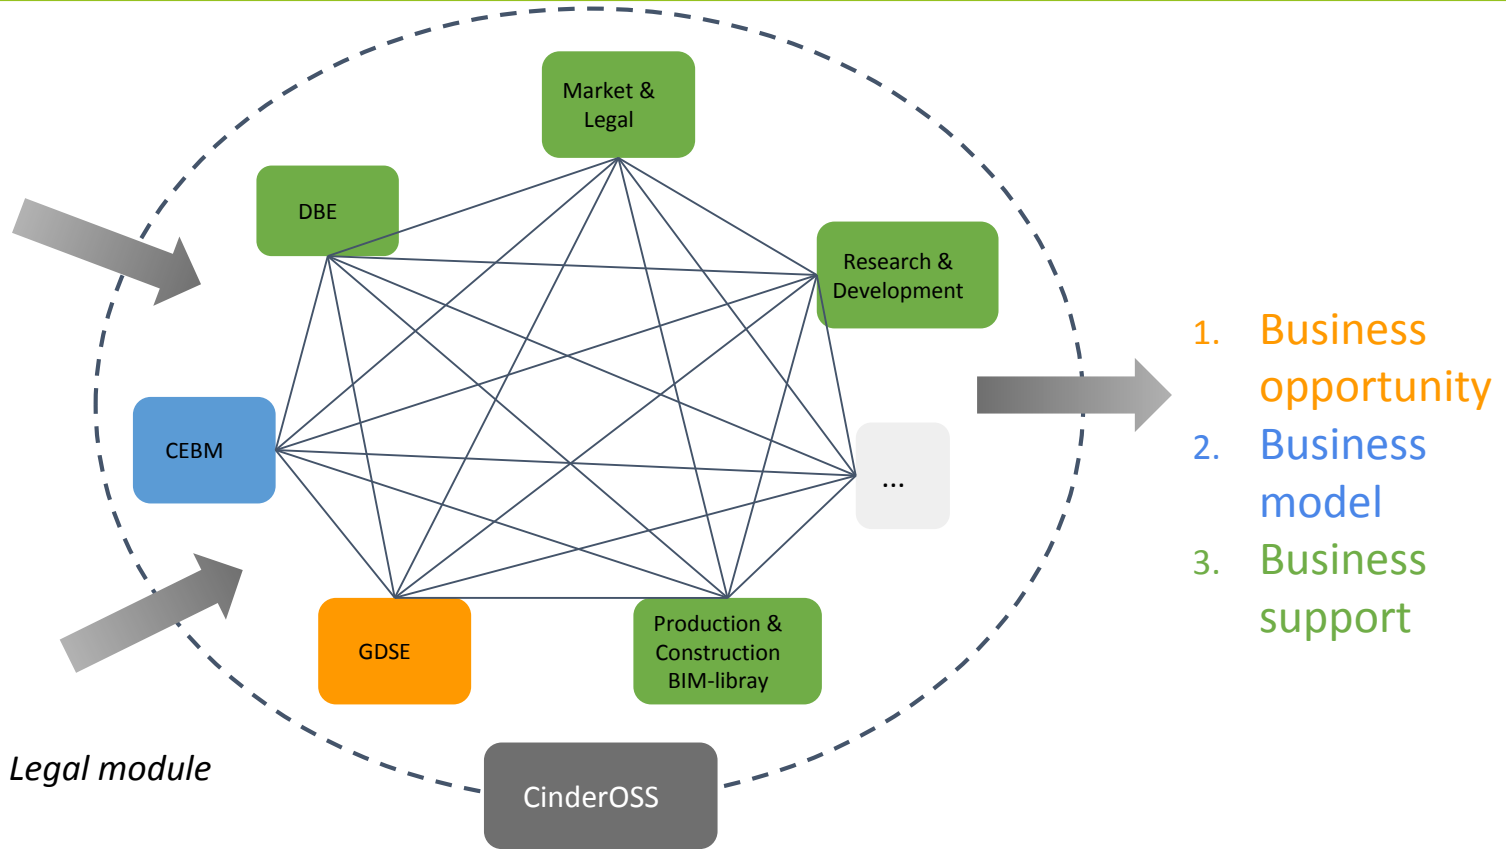 Market &
Legal
DBE
Research &
Development
CEBM
...
GDSE
Production &
Construction
BIM-libray
CinderOSS
Legal module
1. Business
opportunity
2. Business
model
3. Business
support